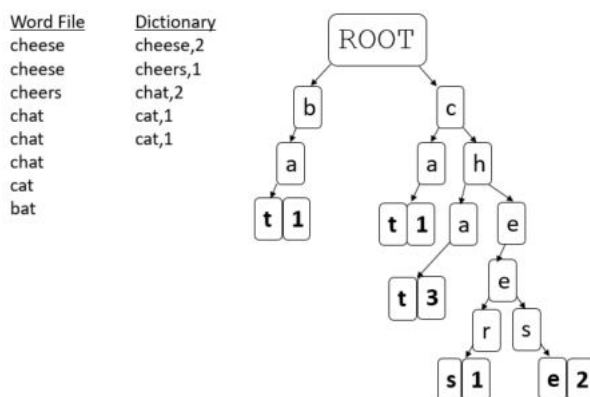 Word File Dictionary
cheese cheese,2
cheese cheers,1
cheers chat,2
chat cat,1
chat cat,1
chat
cat
bat
ROOT
b c
a a h
t 1 t 1 a e
t 3 e
r s
s 1 e 2